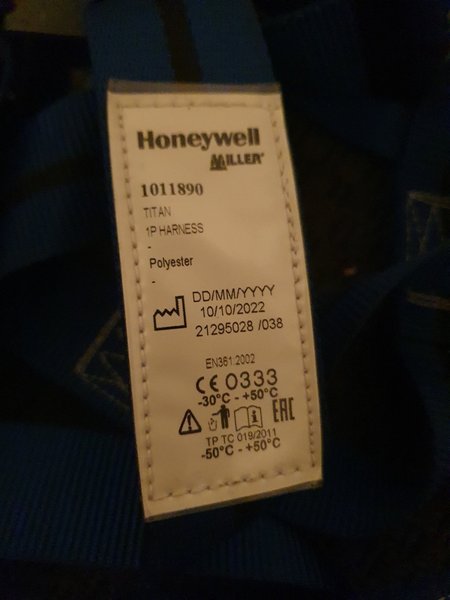 Honeywell
MILLER
1011890
TITAN
1P HARNESS
-
Polyester
-
DD/MM/YYYY
10/10/2022
21295028 /038
EN361:2002
CE 0333
-30°C - +50°C
EAC
TP TC 019/2011
-50°C - +50°C